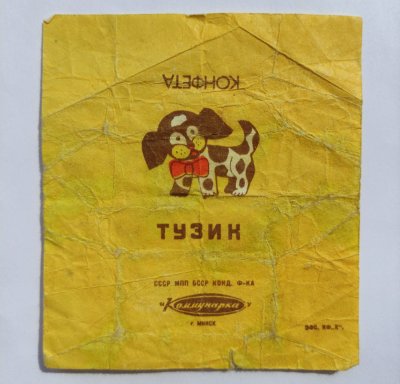 КОНФЕТА
ТУЗИК
СССР МПП БССР КОНД. Ф-КА
"Коммунарка"
г. МИНСК